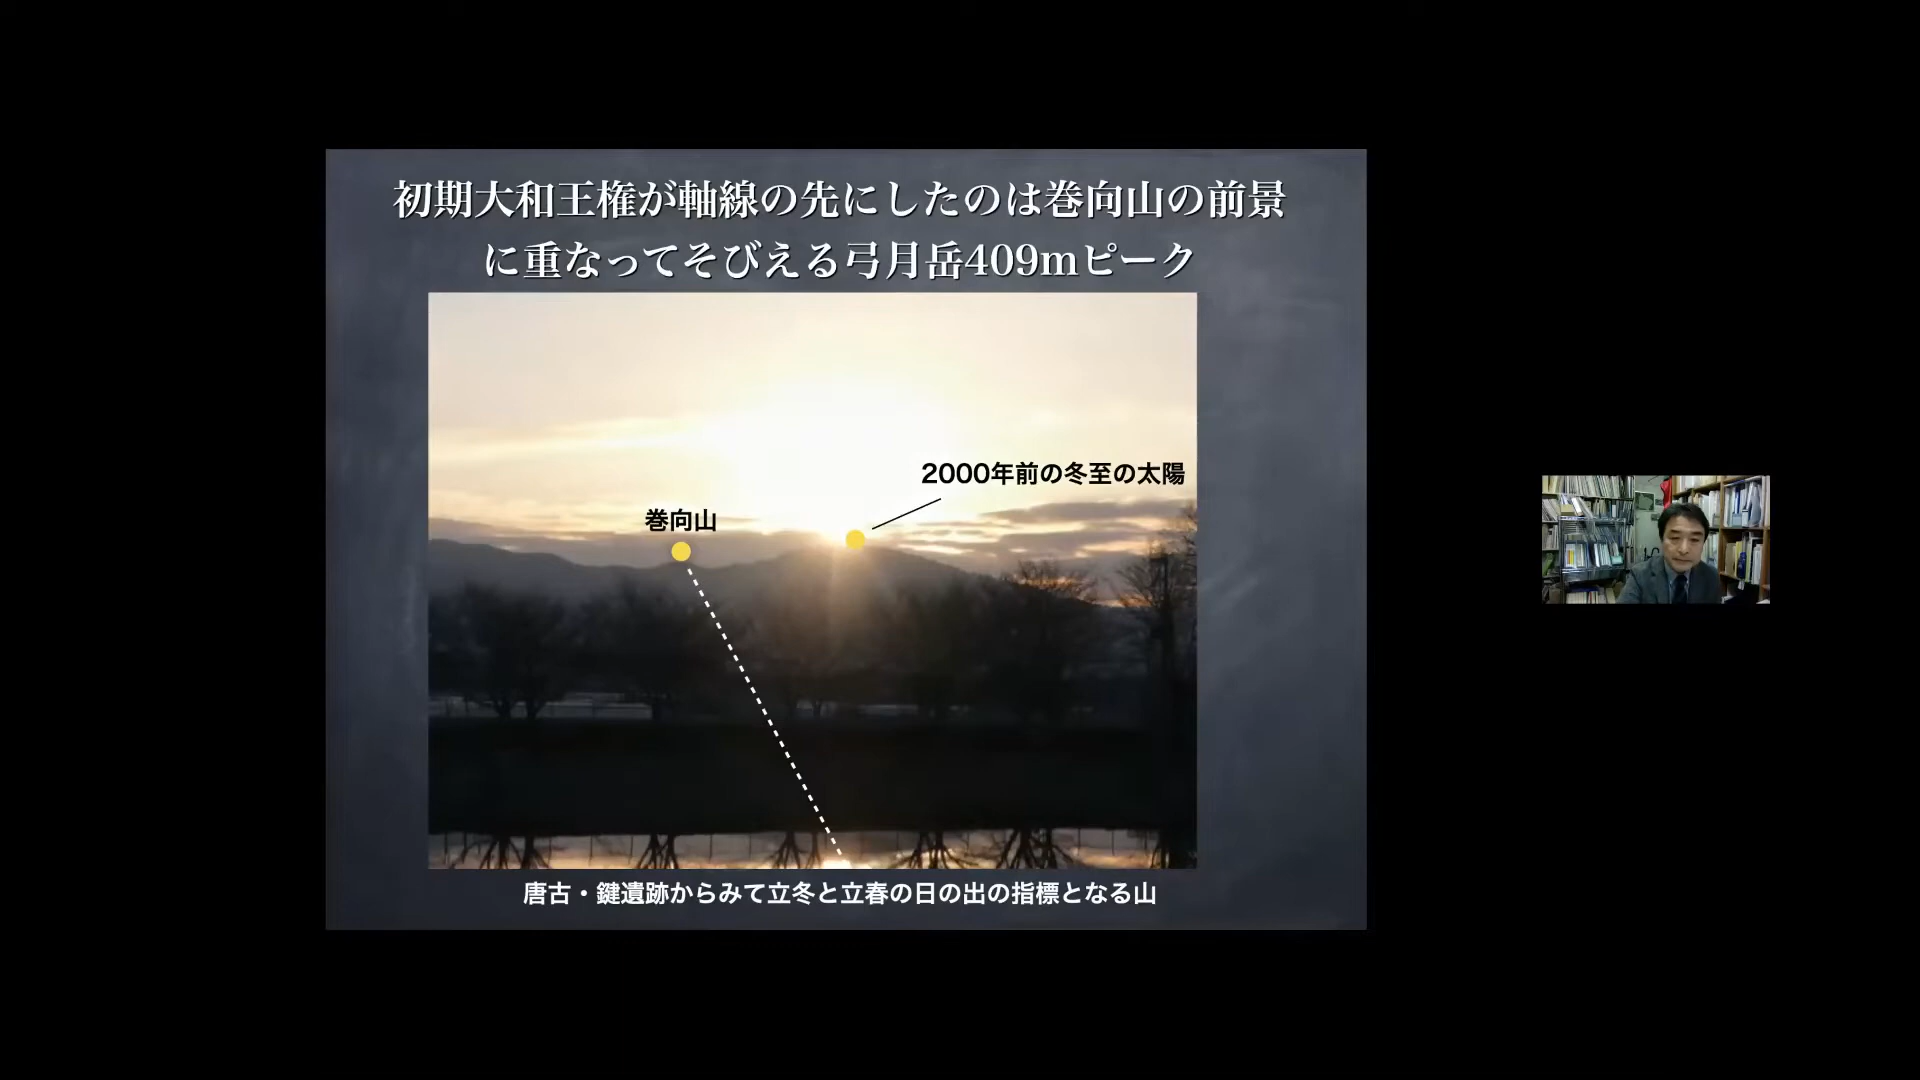 初期大和王権が軸線の先にしたのは巻向山の前景
に重なってそびえる弓月岳409mピーク
2000年前の冬至の太陽
巻向山
唐古・鍵遺跡からみて立冬と立春の日の出の指標となる山